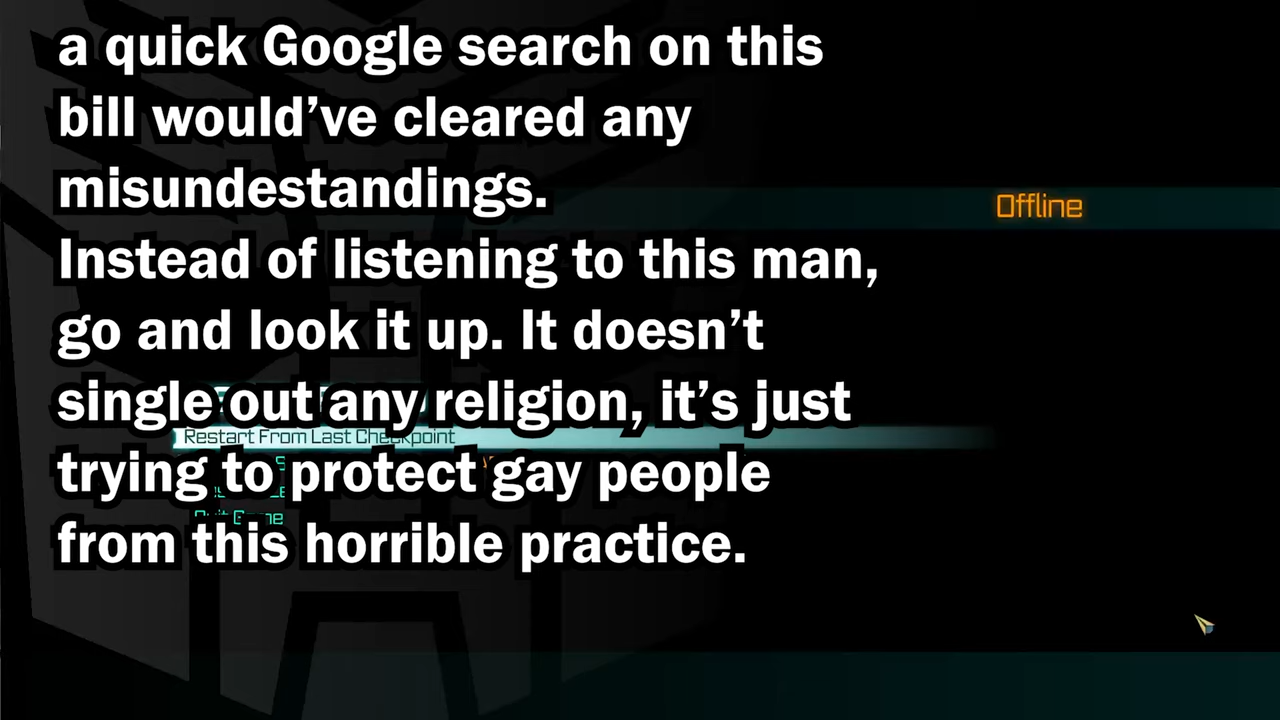 a quick Google search on this
bill would've cleared any
misundestandings.
Offline
Instead of listening to this man,
go and look it up. It doesn't
single out any religion, it's just
Restart From Last Checkpoint
trying to protect gay people
Quit Game
from this horrible practice.